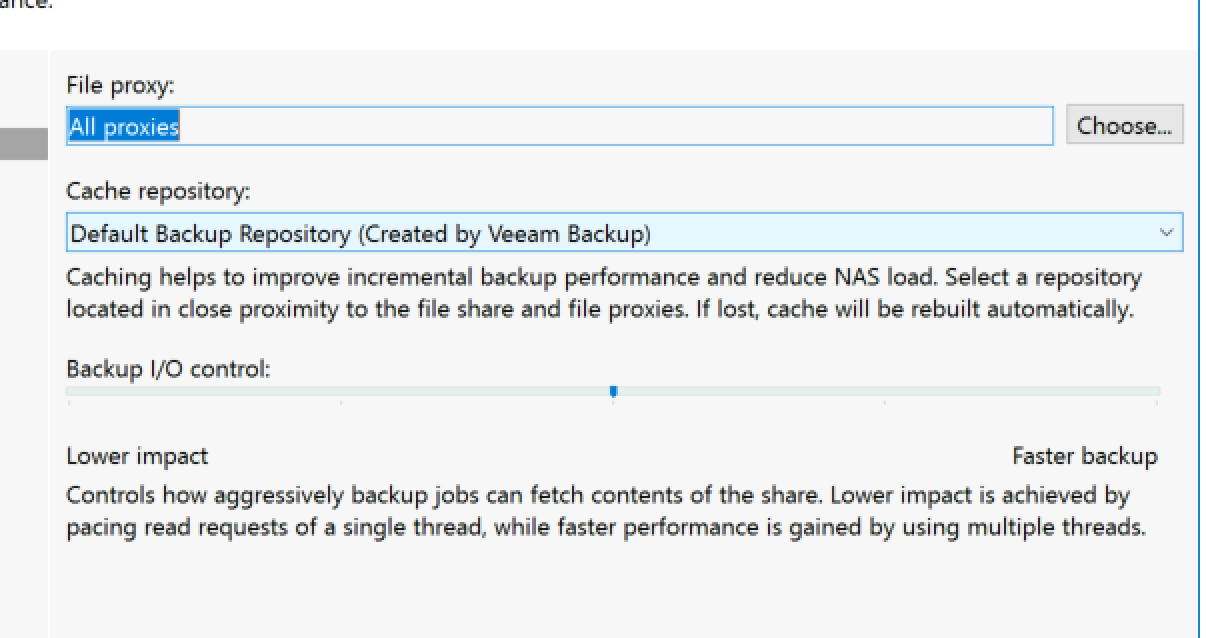 ance.
File proxy:
All proxies
Choose...
Cache repository:
Default Backup Repository (Created by Veeam Backup)
Caching helps to improve incremental backup performance and reduce NAS load. Select a repository
located in close proximity to the file share and file proxies. If lost, cache will be rebuilt automatically.
Backup I/O control:
Lower impact
Faster backup
Controls how aggressively backup jobs can fetch contents of the share. Lower impact is achieved by
pacing read requests of a single thread, while faster performance is gained by using multiple threads.